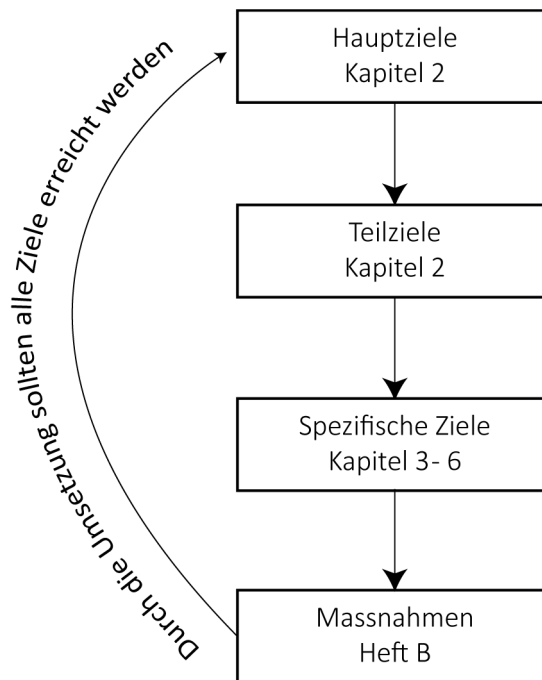 Hauptziele
Kapitel 2
Teilziele
Kapitel 2
Spezifische Ziele
Kapitel 3- 6
Massnahmen
Heft B
Durch die Umsetzung sollten alle Ziele erreicht werden